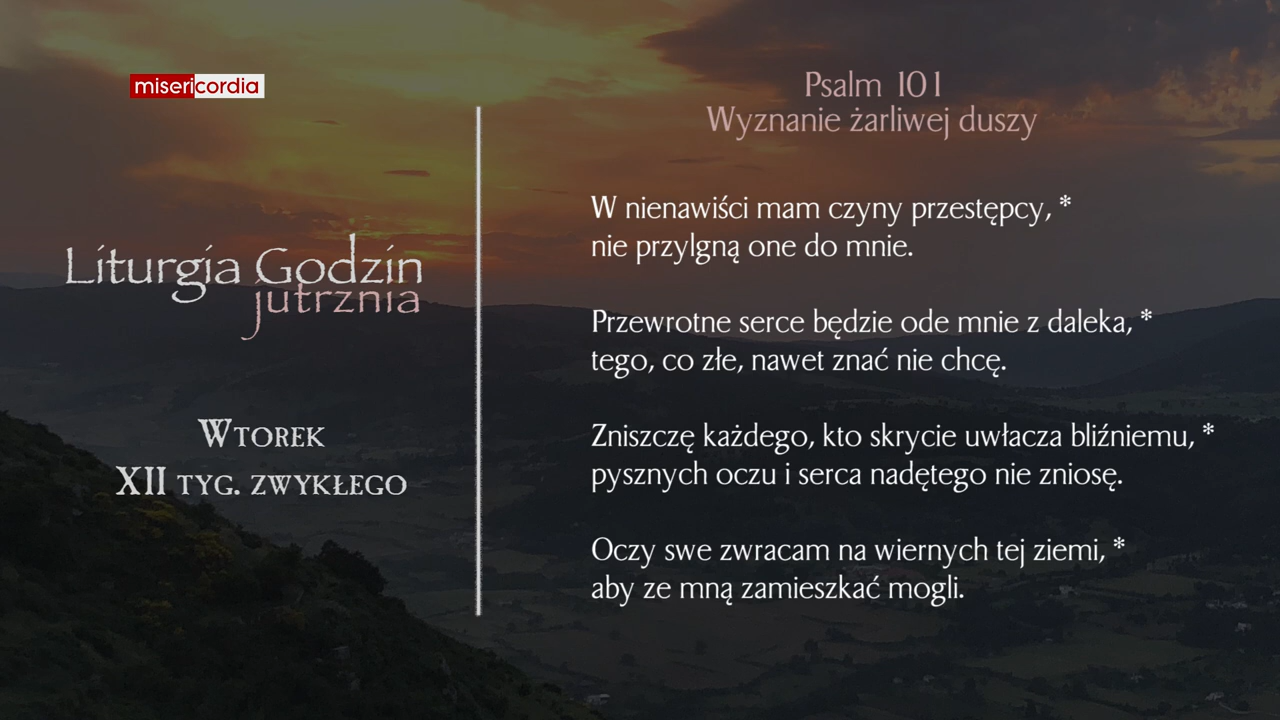 misericordia
Liturgia Godzin
jutrznia
Wtorek
XII tyg. zwykłego
Psalm 101
Wyznanie żarliwej duszy
W nienawiści mam czyny przestępcy, *
nie przylgną one do mnie.
Przewrotne serce będzie ode mnie z daleka, *
tego, co złe, nawet znać nie chcę.
Zniszczę każdego, kto skrycie uwłacza bliźniemu, *
pysznych oczu i serca nadętego nie zniosę.
Oczy swe zwracam na wiernych tej ziemi, *
aby ze mną zamieszkać mogli.